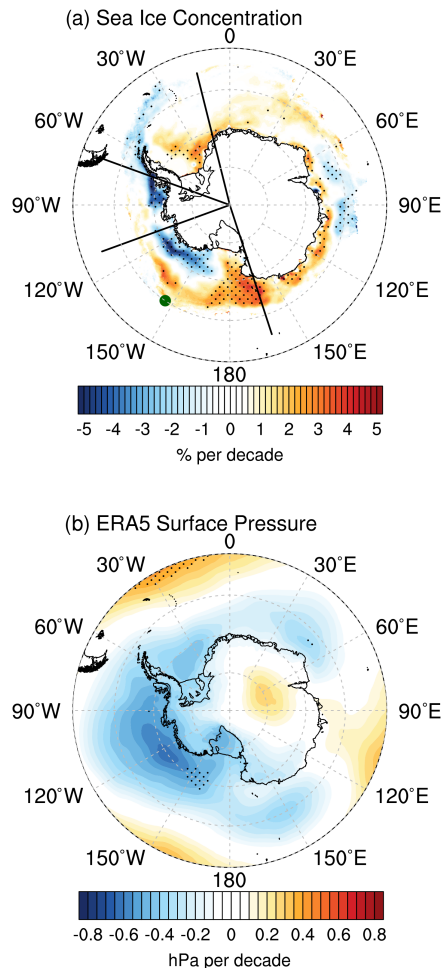 (a) Sea Ice Concentration
0
30˚W
30˚E
60˚W
60˚E
90˚W
90˚E
120˚W
120˚E
150˚W
150˚E
180
-5 -4 -3 -2 -1 0 1 2 3 4 5
% per decade
(b) ERA5 Surface Pressure
0
30˚W
30˚E
60˚W
60˚E
90˚W
90˚E
120˚W
120˚E
150˚W
150˚E
180
-0.8 -0.6 -0.4 -0.2 0 0.2 0.4 0.6 0.8
hPa per decade